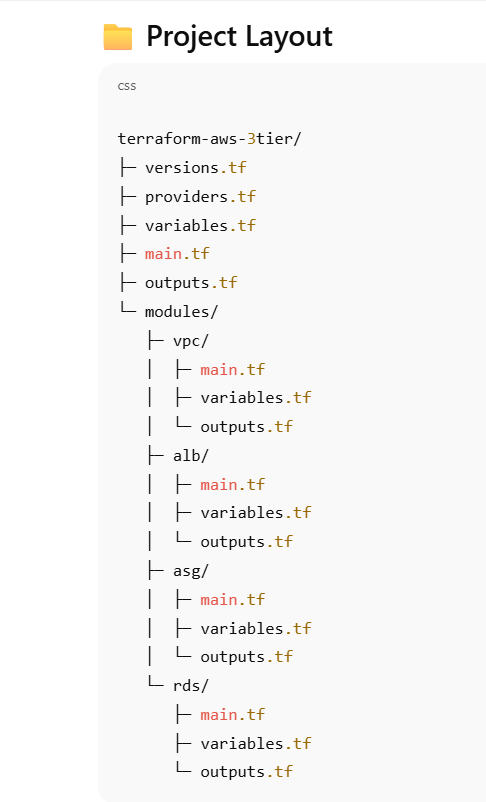 📁 Project Layout
css
terraform-aws-3tier/
├─ versions.tf
├─ providers.tf
├─ variables.tf
├─ main.tf
├─ outputs.tf
└─ modules/
   ├─ vpc/
   │  ├─ main.tf
   │  ├─ variables.tf
   │  └─ outputs.tf
   ├─ alb/
   │  ├─ main.tf
   │  ├─ variables.tf
   │  └─ outputs.tf
   ├─ asg/
   │  ├─ main.tf
   │  ├─ variables.tf
   │  └─ outputs.tf
   └─ rds/
      ├─ main.tf
      ├─ variables.tf
      └─ outputs.tf